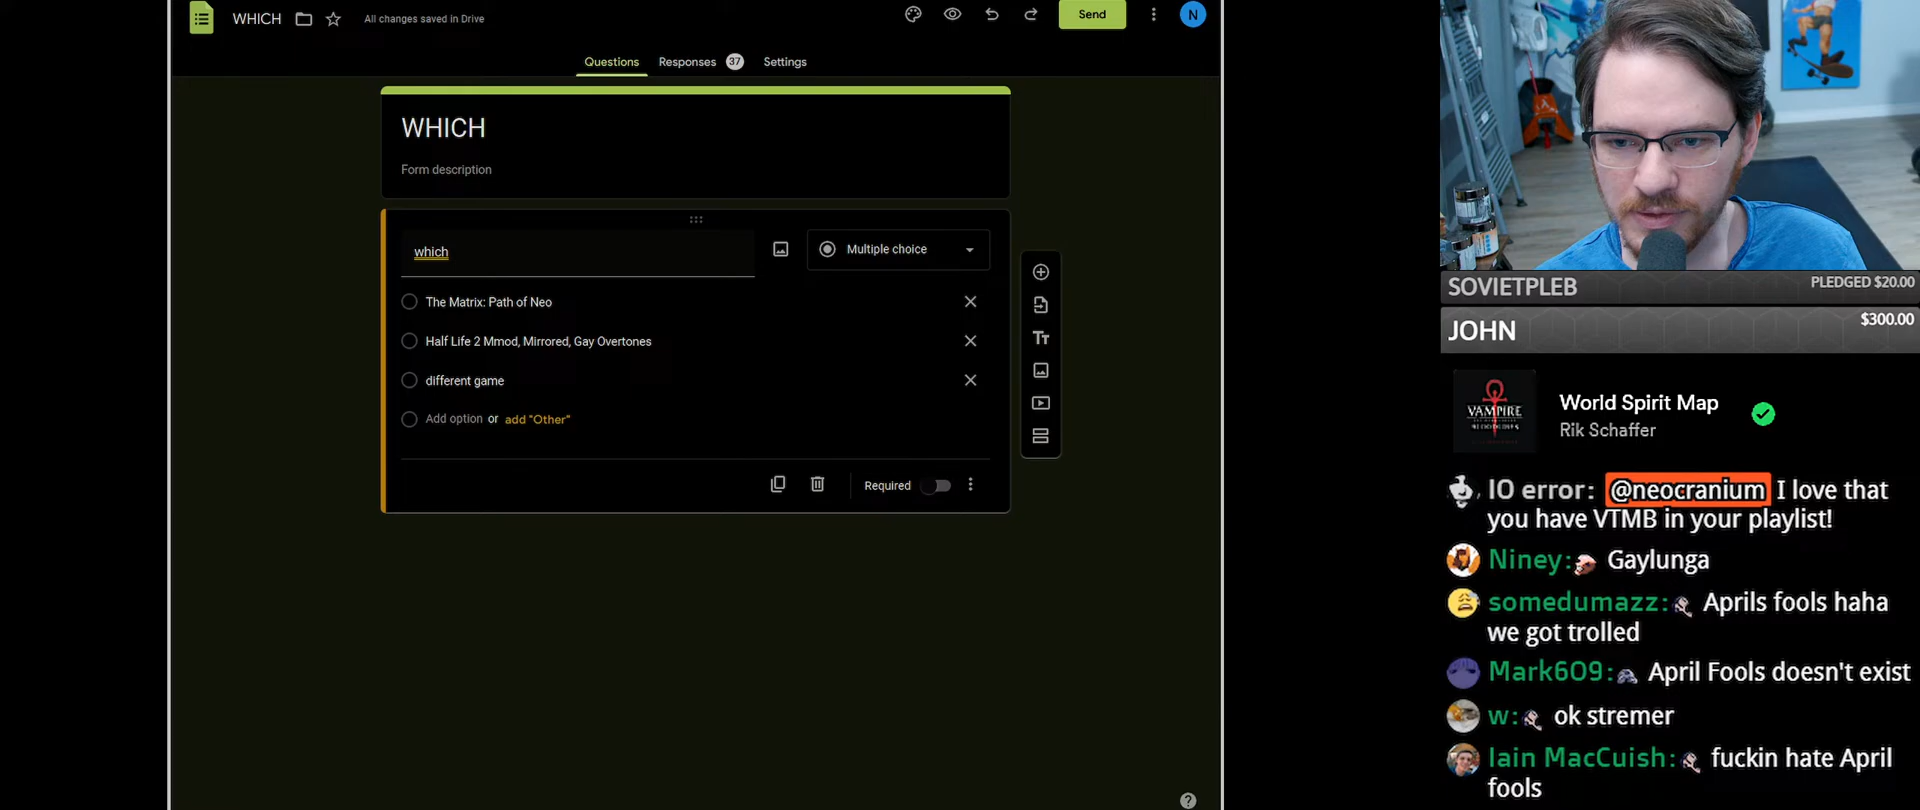 WHICH
All changes saved in Drive
Send
N
Questions
Responses 37
Settings
WHICH
Form description
which
Multiple choice
The Matrix: Path of Neo
Half Life 2 Mmod, Mirrored, Gay Overtones
different game
Add option or add "Other"
Required
Tт
SOVIETPLEB PLEDGED $20.00
JOHN $300.00
VAMPIRE
World Spirit Map
Rik Schaffer
IO error: @neocranium I love that
you have VTMB in your playlist!
Niney: Gaylunga
somedumazz: Aprils fools haha
we got trolled
Mark609: April Fools doesn't exist
w: ok stremer
Iain MacCuish: fuckin hate April
fools